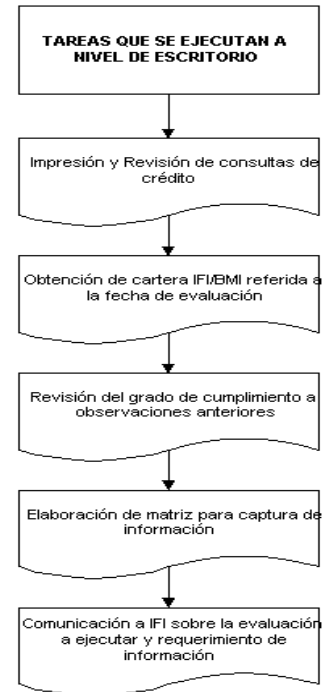 TAREAS QUE SE EJECUTAN A
NIVEL DE ESCRITORIO
Impresión y Revisión de consultas de
crédito
Obtención de cartera IFI/BMI referida a
la fecha de evaluación
Revisión del grado de cumplimiento a
observaciones anteriores
Elaboración de matriz para captura de
información
Comunicación a IFI sobre la evaluación
a ejecutar y requerimiento de
información